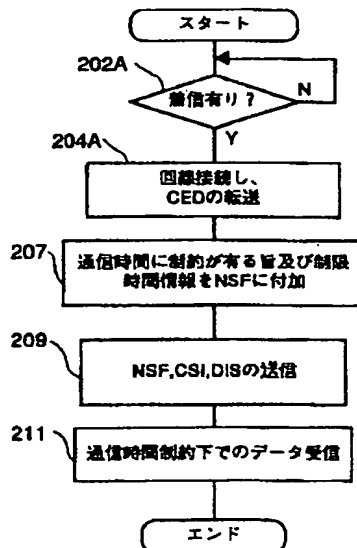 スタート
202A
着信有り？
N
Y
204A
回線接続し、
CEDの転送
207
通信時間に制約が有る旨及び制限
時間情報をNSFに付加
209
NSF,CSI,DISの送信
211
通信時間制約下でのデータ受信
エンド